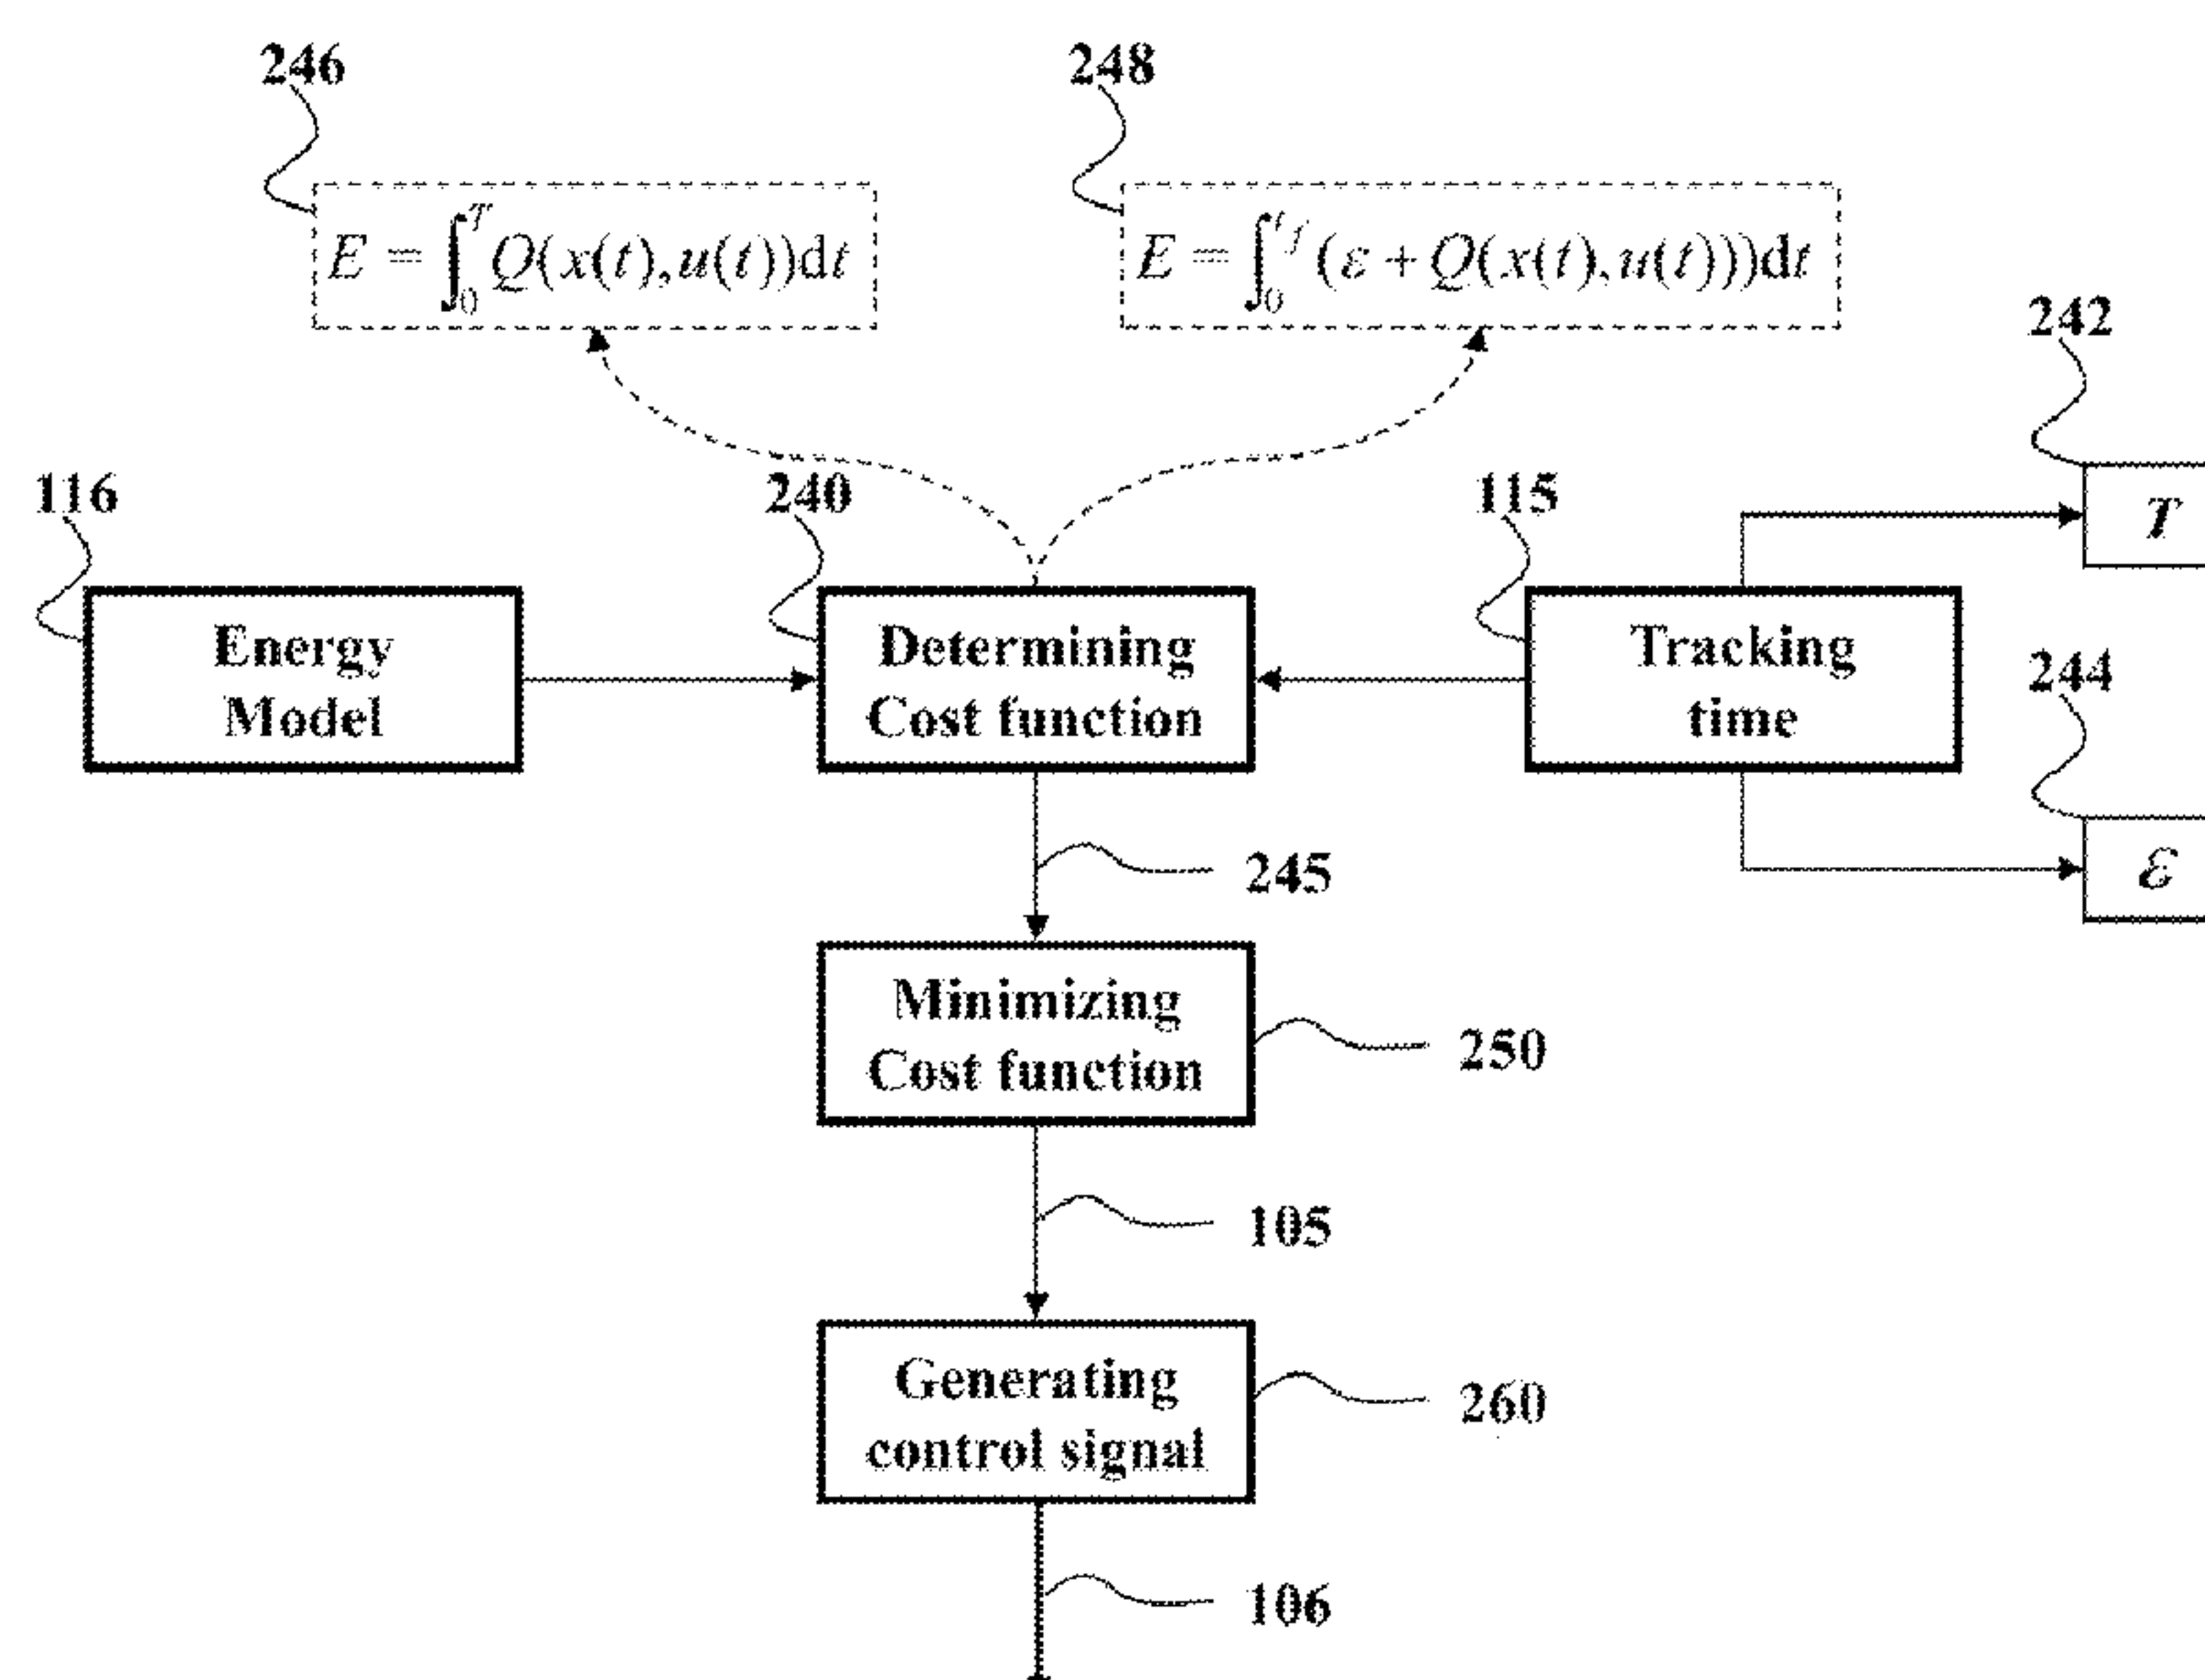 246
248
E = ∫₀ᵀ Q(x(t),u(t))dt
E = ∫₀^{t_f} (ε + Q(x(t),u(t)))dt
242
116
240
115
T
Energy
Model
Determining
Cost function
Tracking
time
244
ε
245
Minimizing
Cost function
250
105
Generating
control signal
260
106